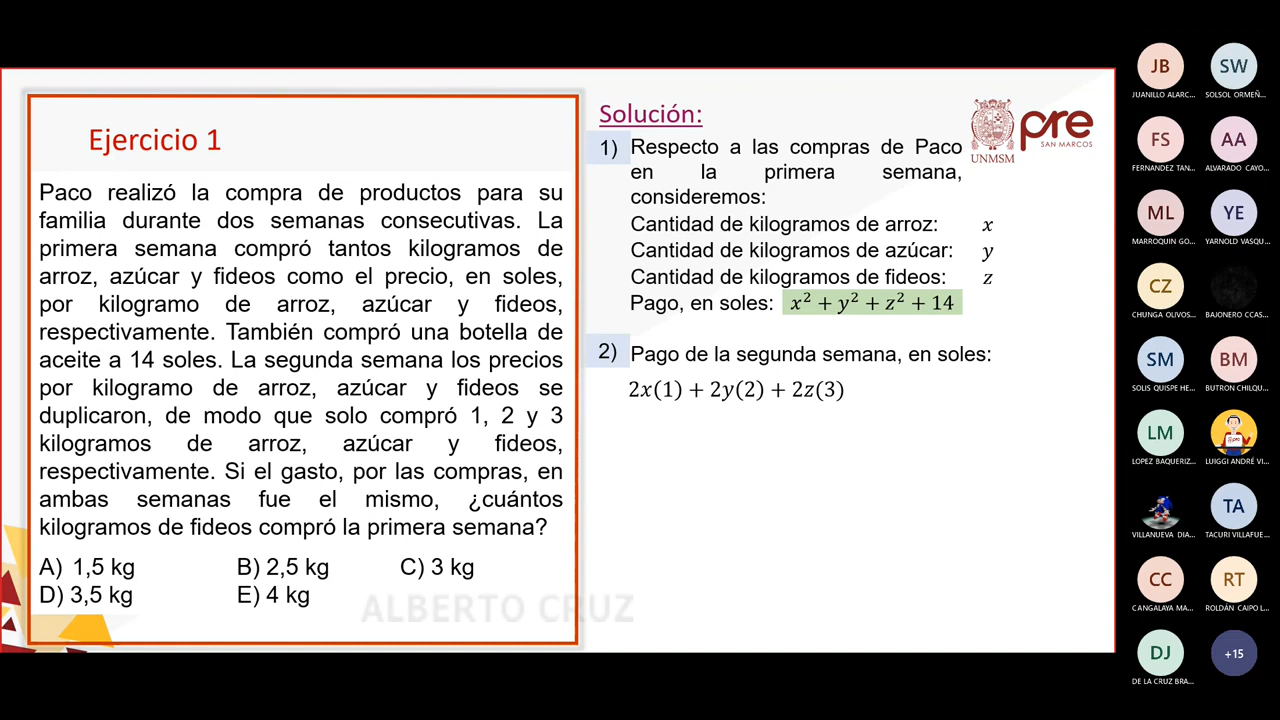 Ejercicio 1
Paco realizó la compra de productos para su
familia durante dos semanas consecutivas. La
primera semana compró tantos kilogramos de
arroz, azúcar y fideos como el precio, en soles,
por kilogramo de arroz, azúcar y fideos,
respectivamente. También compró una botella de
aceite a 14 soles. La segunda semana los precios
por kilogramo de arroz, azúcar y fideos se
duplicaron, de modo que solo compró 1, 2 y 3
kilogramos de arroz, azúcar y fideos,
respectivamente. Si el gasto, por las compras, en
ambas semanas fue el mismo, ¿cuántos
kilogramos de fideos compró la primera semana?
A) 1,5 kg B) 2,5 kg C) 3 kg
D) 3,5 kg E) 4 kg
ALBERTO CRUZ
Solución:
1) Respecto a las compras de Paco
en la primera semana,
consideremos:
Cantidad de kilogramos de arroz: x
Cantidad de kilogramos de azúcar: y
Cantidad de kilogramos de fideos: z
Pago, en soles: x² + y² + z² + 14
2) Pago de la segunda semana, en soles:
2x(1) + 2y(2) + 2z(3)
UNMSM
pre
SAN MARCOS
JB SW
JUANILLO ALARC... SOLSOL ORMEÑ...
FS AA
FERNANDEZ TAN... ALVARADO CAYO...
ML YE
MARROQUIN GO... YARNOLD VASQU...
CZ
CHUNGA OLIVOS... BAJONERO CCAS...
SM BM
SOLIS QUISPE HE... BUTRON CHILQU...
LM
LOPEZ BAQUERIZ... LUIGGI ANDRÉ VI...
TA
VILLANUEVA DIA... TACURI VILLAFUE...
CC RT
CANGALAYA MA... ROLDÁN CAIPO L...
DJ +15
DE LA CRUZ BRA...